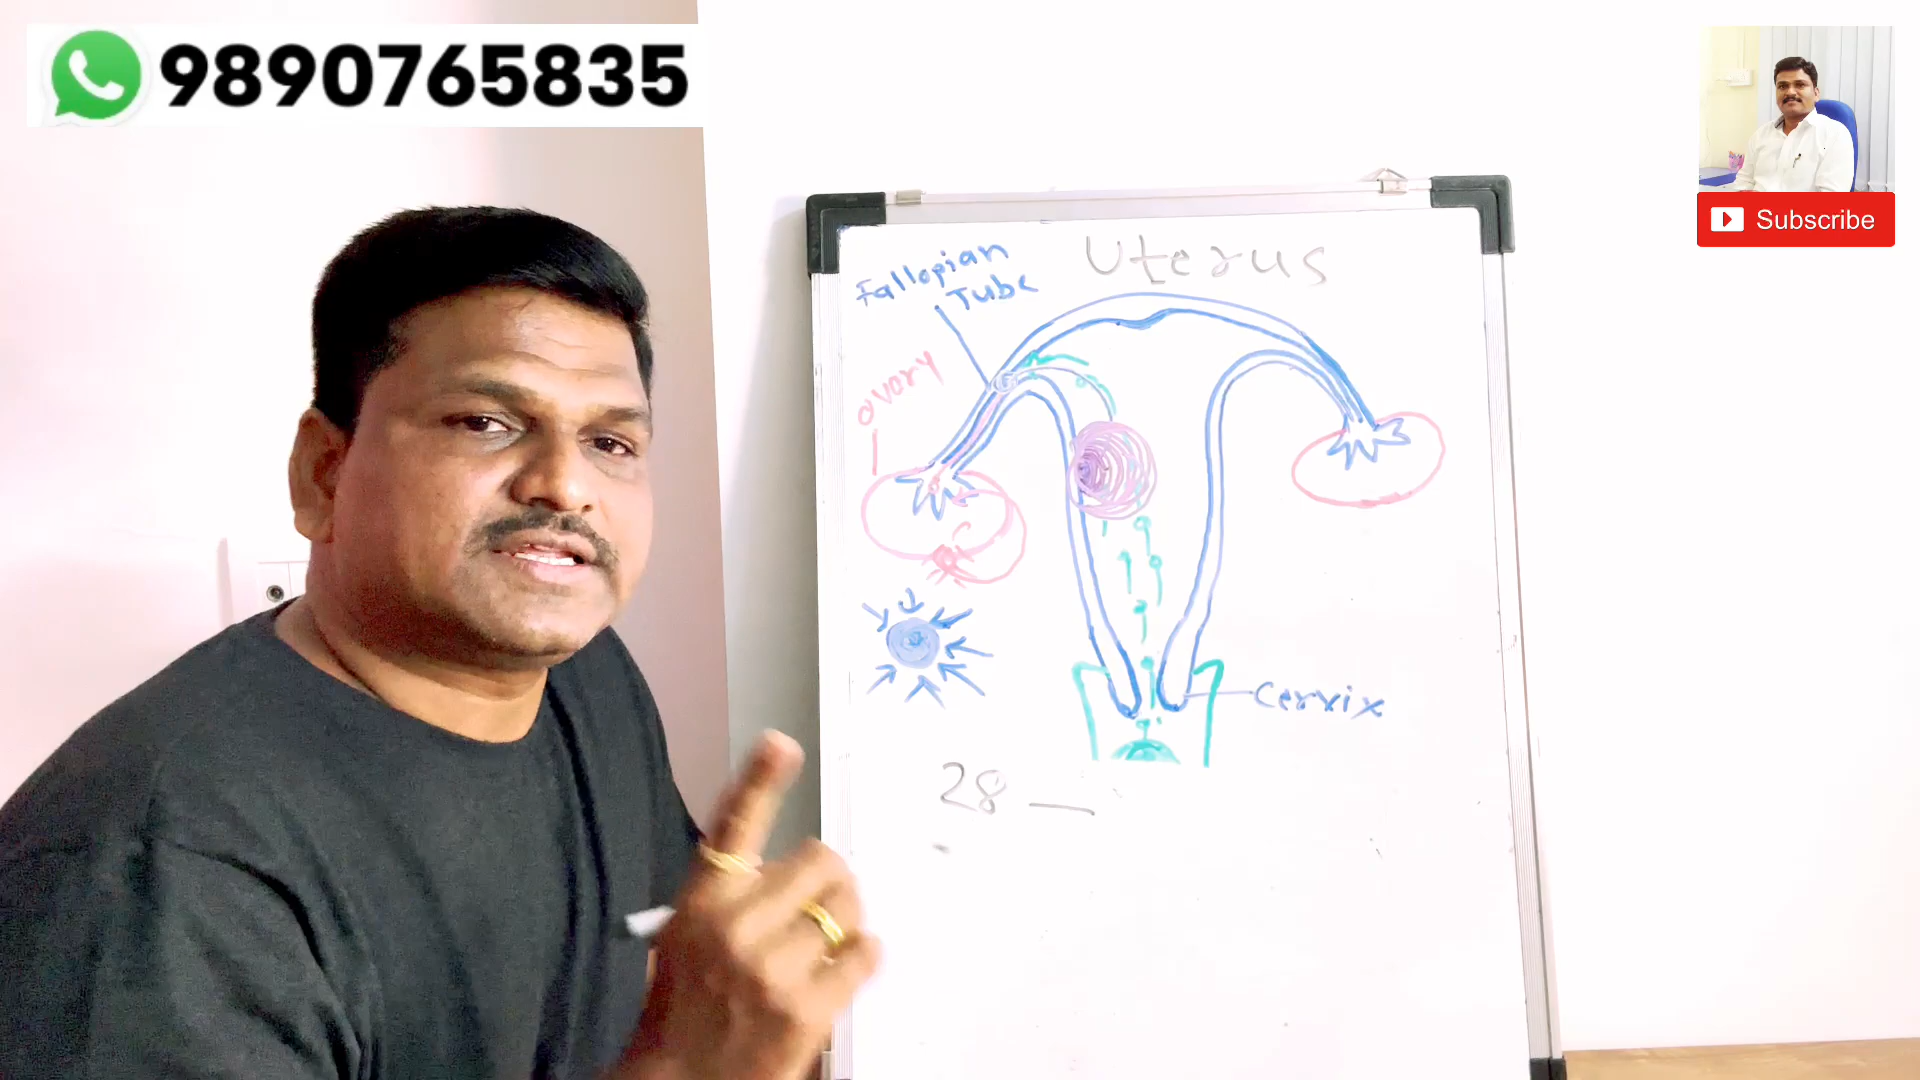 9890765835
Subscribe
Uterus
Fallopian
Tube
ovary
Cervix
28 —